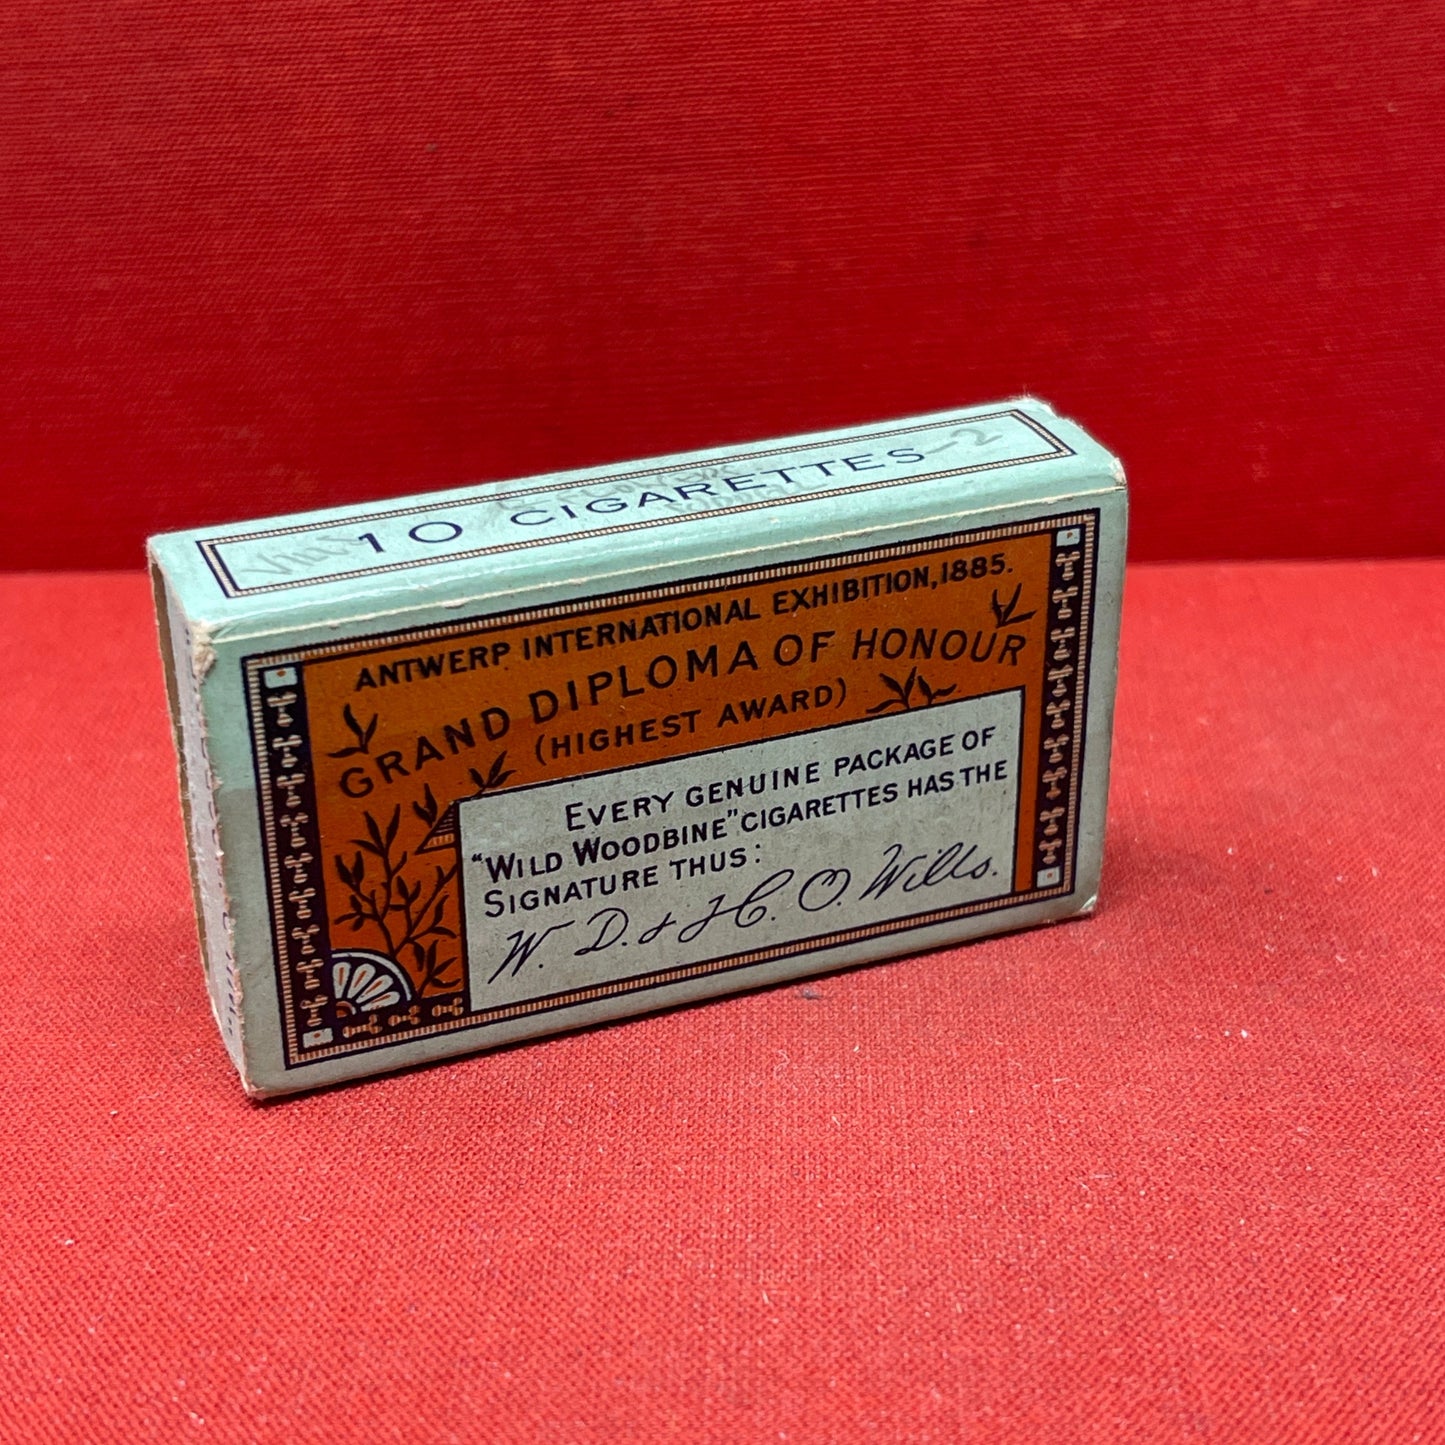 10 CIGARETTES
ANTWERP INTERNATIONAL EXHIBITION, 1885.
GRAND DIPLOMA OF HONOUR
(HIGHEST AWARD)
EVERY GENUINE PACKAGE OF
"WILD WOODBINE" CIGARETTES HAS THE
SIGNATURE THUS:
W. D. & H. O. Wills.